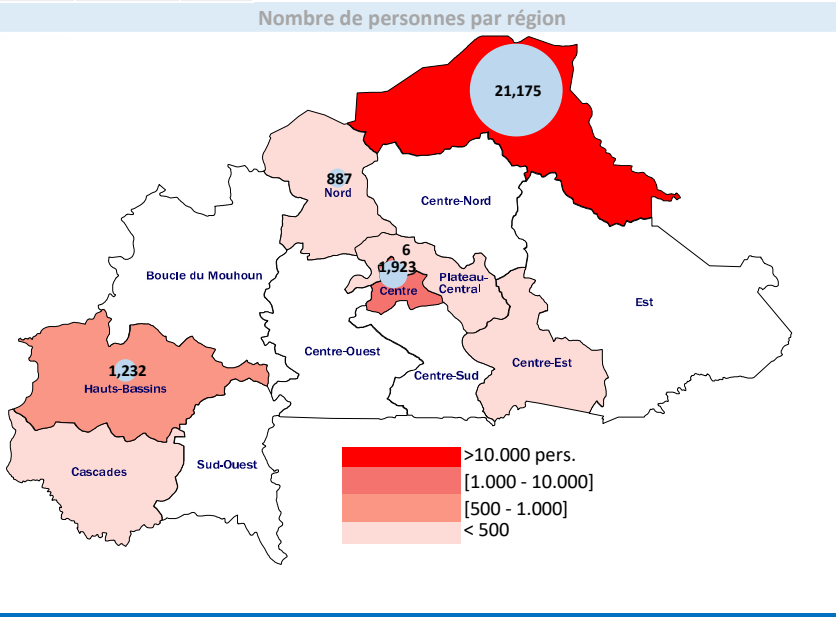 Nombre de personnes par région
21,175
887
Nord
Centre-Nord
6
1,923
Centre
Plateau-
Central
Boucle du Mouhoun
Est
Centre-Ouest
Centre-Est
1,232
Hauts-Bassins
Centre-Sud
Sud-Ouest
Cascades
>10.000 pers.
[1.000 - 10.000]
[500 - 1.000]
< 500